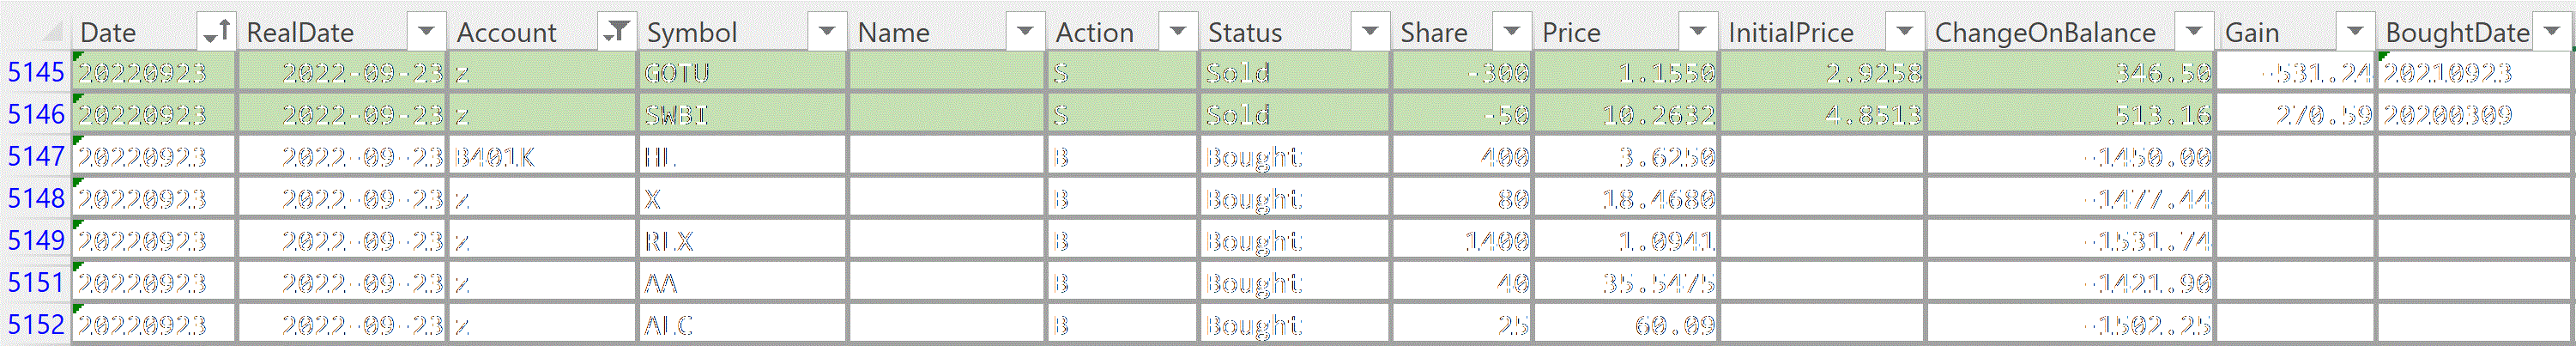 Date RealDate Account Symbol Name Action Status Share Price InitialPrice ChangeOnBalance Gain BoughtDate
5145 20220923 2022-09-23 z GOTU S Sold -300 1.1550 2.9258 346.50 -531.24 20210923
5146 20220923 2022-09-23 z SWBI S Sold -50 10.2632 4.8513 513.16 270.59 20200309
5147 20220923 2022-09-23 B401K HL B Bought 400 3.6250 -1450.00
5148 20220923 2022-09-23 z X B Bought 80 18.4680 -1477.44
5149 20220923 2022-09-23 z RLX B Bought 1400 1.0941 -1531.74
5151 20220923 2022-09-23 z AA B Bought 40 35.5475 -1421.90
5152 20220923 2022-09-23 z ALC B Bought 25 60.09 -1502.25